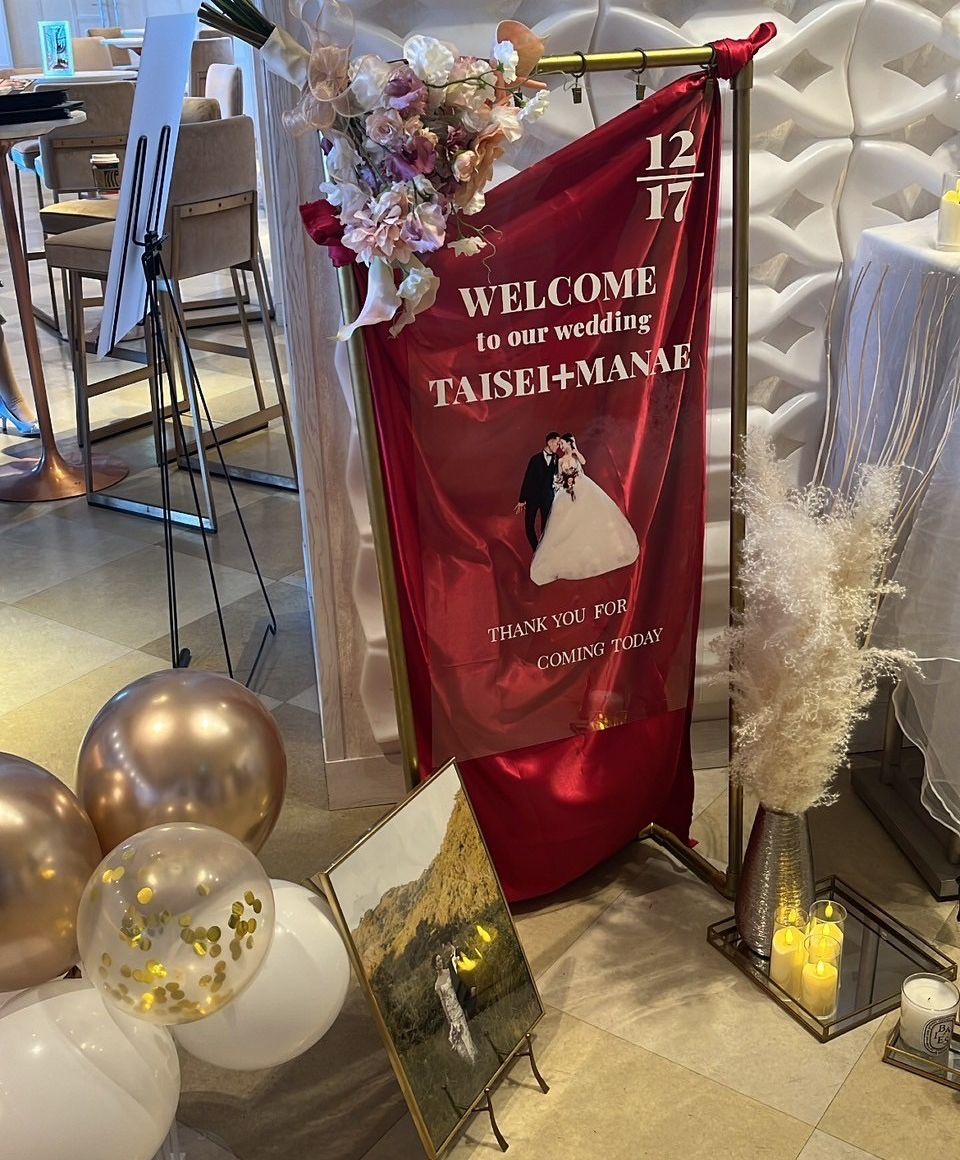 12
17
WELCOME
to our wedding
TAISEI+MANAE
THANK YOU FOR
COMING TODAY